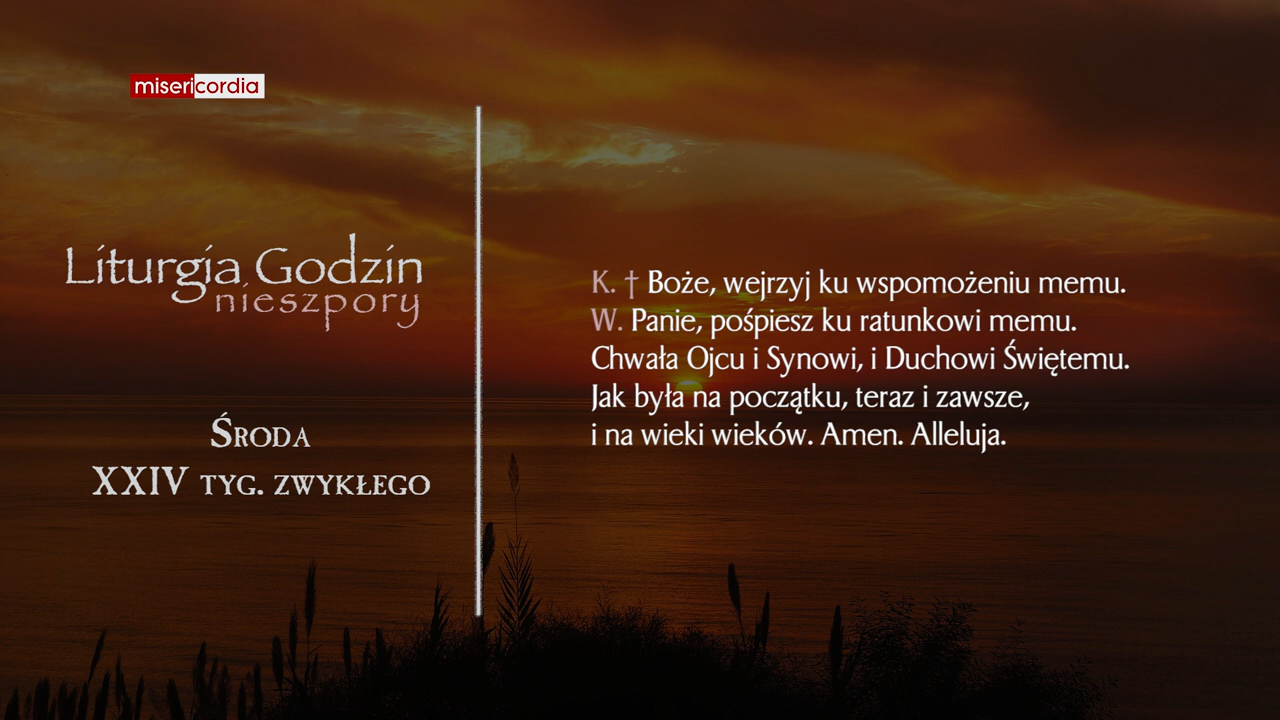 misericordia
Liturgia Godzin
nieszpory
Środa
XXIV tyg. zwykłego
K. † Boże, wejrzyj ku wspomożeniu memu.
W. Panie, pośpiesz ku ratunkowi memu.
Chwała Ojcu i Synowi, i Duchowi Świętemu.
Jak była na początku, teraz i zawsze,
i na wieki wieków. Amen. Alleluja.